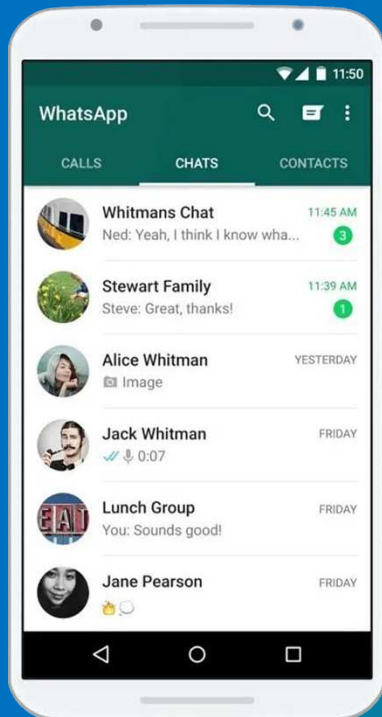 11:50
WhatsApp
CALLS CHATS CONTACTS
Whitmans Chat 11:45 AM
Ned: Yeah, I think I know wha... 3
Stewart Family 11:39 AM
Steve: Great, thanks! 1
Alice Whitman YESTERDAY
Image
Jack Whitman FRIDAY
0:07
EAT
Lunch Group FRIDAY
You: Sounds good!
Jane Pearson FRIDAY